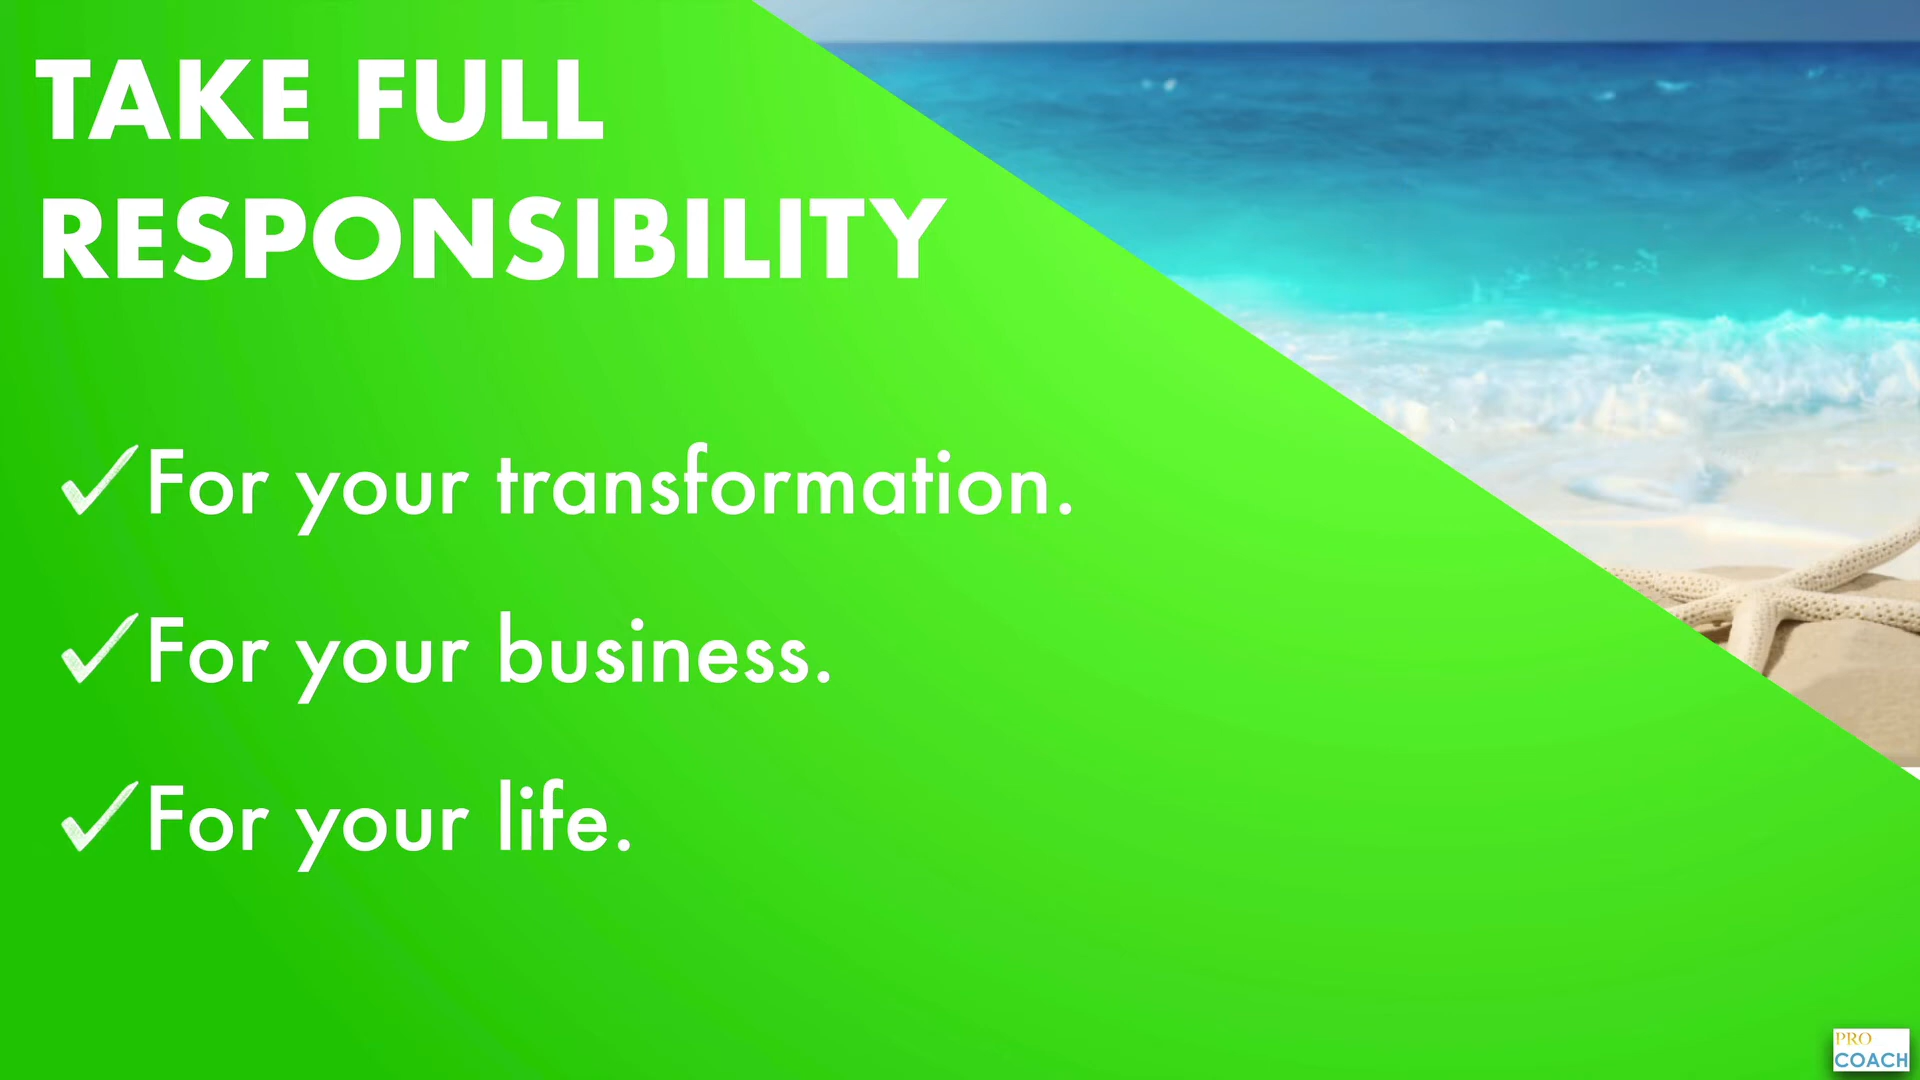 TAKE FULL
RESPONSIBILITY
✓For your transformation.
✓For your business.
✓For your life.
PRO
COACH